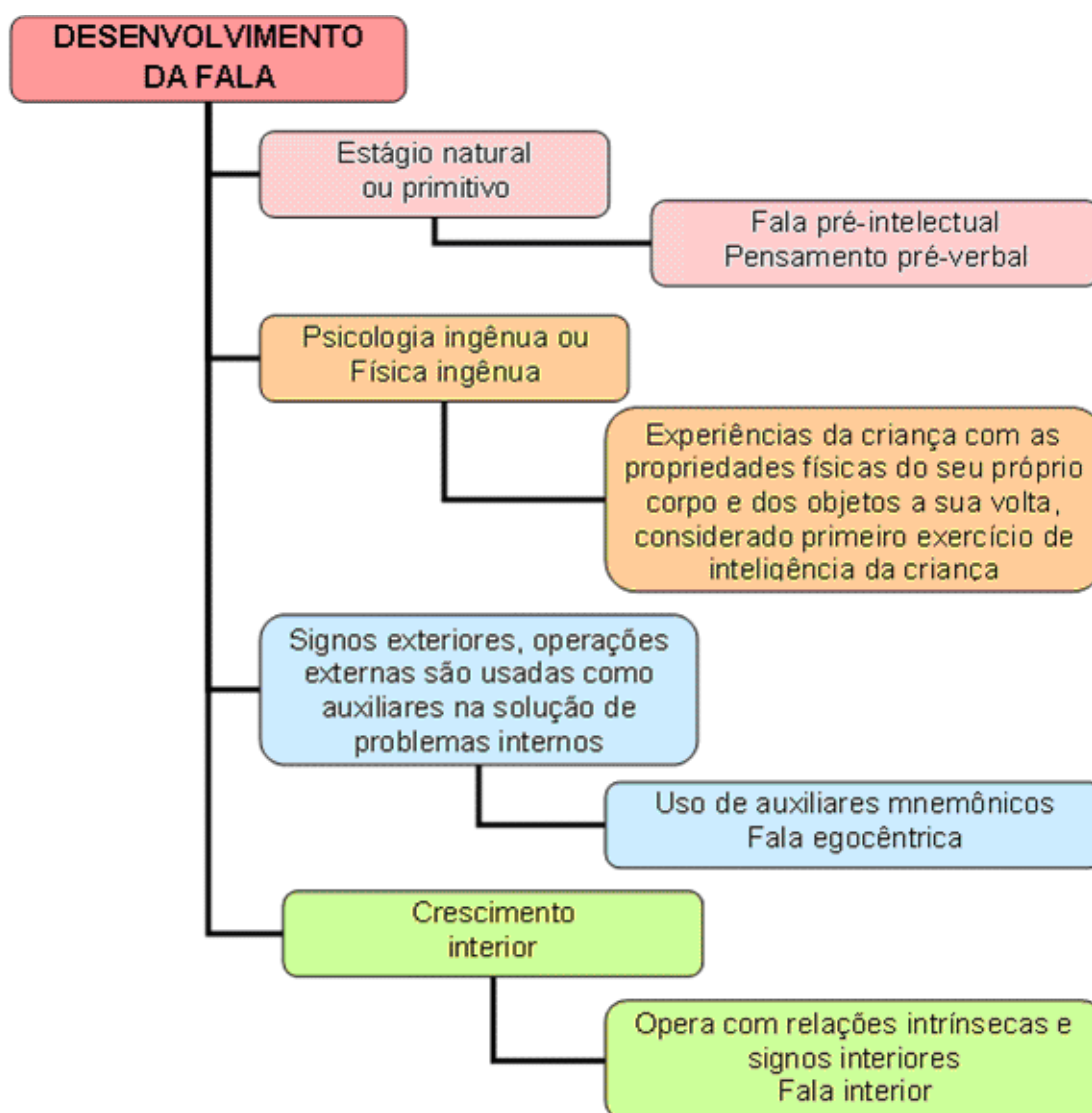 DESENVOLVIMENTO
DA FALA
Estágio natural
ou primitivo
Fala pré-intelectual
Pensamento pré-verbal
Psicologia ingênua ou
Física ingênua
Experiências da criança com as
propriedades físicas do seu próprio
corpo e dos objetos a sua volta,
considerado primeiro exercício de
inteligência da criança
Signos exteriores, operações
externas são usadas como
auxiliares na solução de
problemas internos
Uso de auxiliares mnemônicos
Fala egocêntrica
Crescimento
interior
Opera com relações intrínsecas e
signos interiores
Fala interior